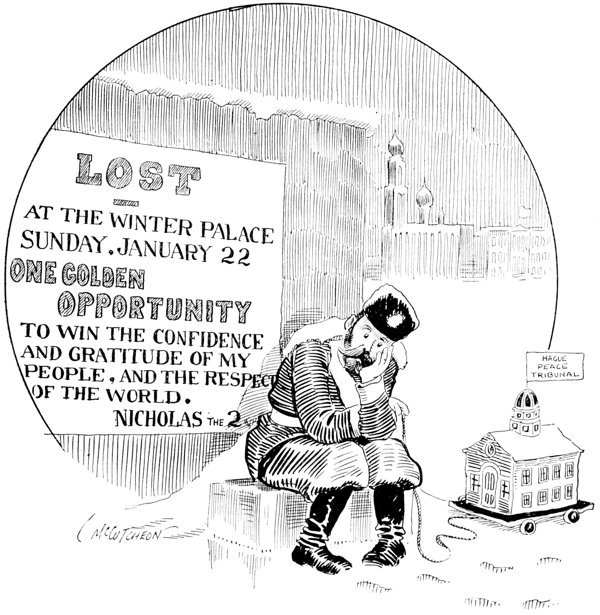 LOST
AT THE WINTER PALACE
SUNDAY, JANUARY 22
ONE GOLDEN
OPPORTUNITY
TO WIN THE CONFIDENCE
AND GRATITUDE OF MY
PEOPLE, AND THE RESPECT
OF THE WORLD.
NICHOLAS THE 2
HAGUE
PEACE
TRIBUNAL
McCUTCHEON